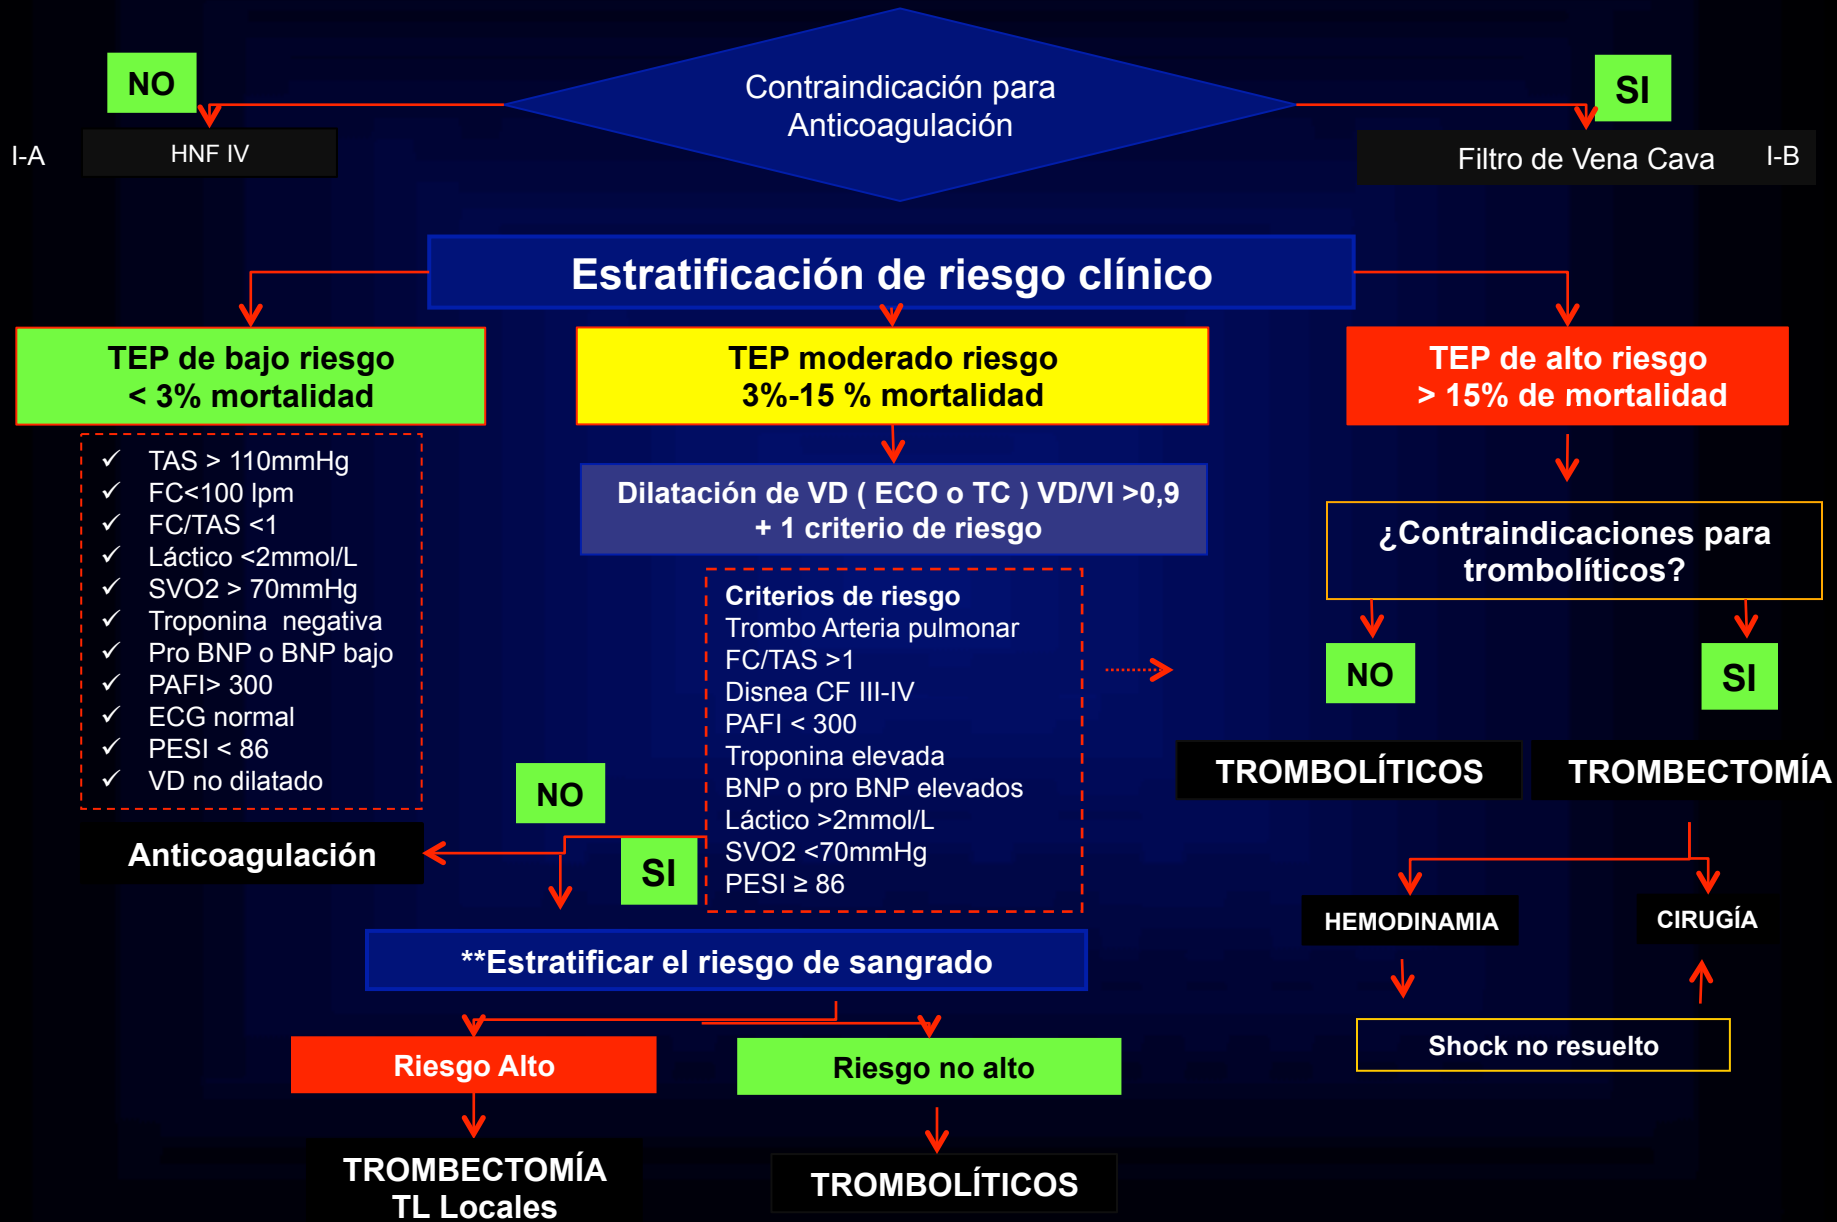 Contraindicación para
Anticoagulación
NO
SI
I-A
HNF IV
Filtro de Vena Cava
I-B
Estratificación de riesgo clínico
TEP de bajo riesgo
< 3% mortalidad
TEP moderado riesgo
3%-15 % mortalidad
TEP de alto riesgo
> 15% de mortalidad
✓ TAS > 110mmHg
✓ FC<100 lpm
✓ FC/TAS <1
✓ Láctico <2mmol/L
✓ SVO2 > 70mmHg
✓ Troponina negativa
✓ Pro BNP o BNP bajo
✓ PAFI> 300
✓ ECG normal
✓ PESI < 86
✓ VD no dilatado
Anticoagulación
Dilatación de VD ( ECO o TC ) VD/VI >0,9
+ 1 criterio de riesgo
Criterios de riesgo
Trombo Arteria pulmonar
FC/TAS >1
Disnea CF III-IV
PAFI < 300
Troponina elevada
BNP o pro BNP elevados
Láctico >2mmol/L
SVO2 <70mmHg
PESI ≥ 86
NO
SI
¿Contraindicaciones para
trombolíticos?
NO
SI
TROMBOLÍTICOS
TROMBECTOMÍA
HEMODINAMIA
CIRUGÍA
Shock no resuelto
**Estratificar el riesgo de sangrado
Riesgo Alto
Riesgo no alto
TROMBECTOMÍA
TL Locales
TROMBOLÍTICOS